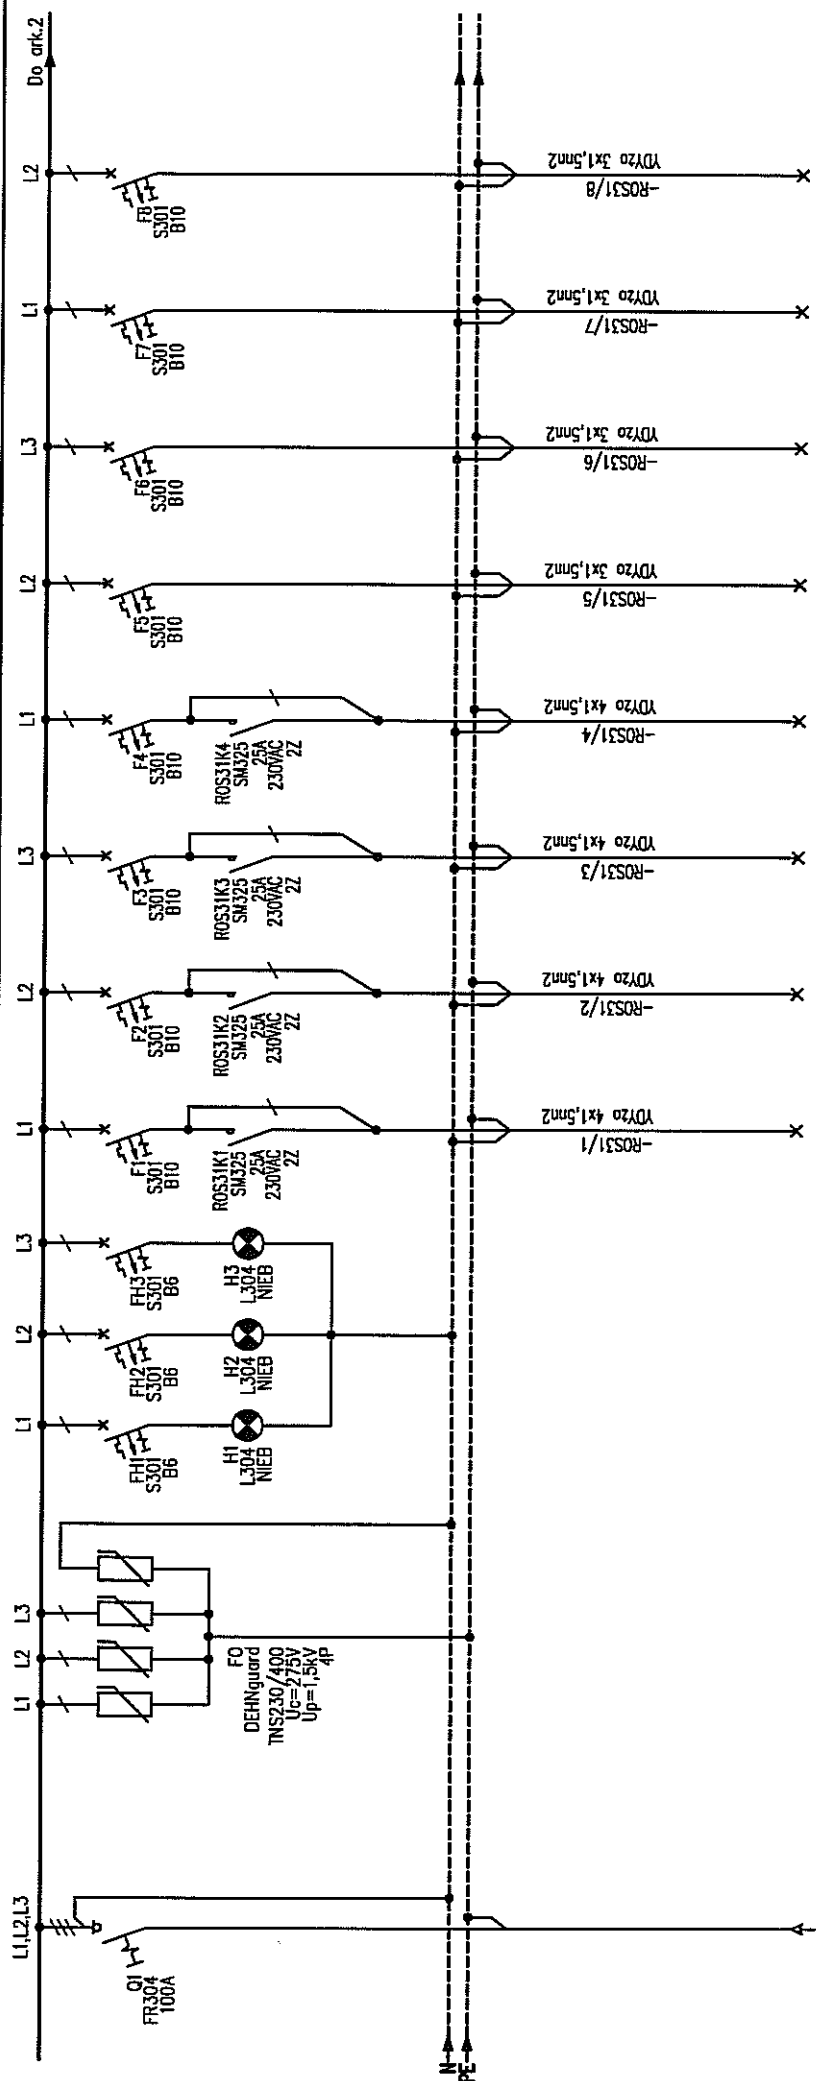 Do ark.2
L2
F8
S301
B10
YDYżo 3x1,5mm2
-ROS31/8
L1
F7
S301
B10
YDYżo 3x1,5mm2
-ROS31/7
L3
F6
S301
B10
YDYżo 3x1,5mm2
-ROS31/6
L2
F5
S301
B10
YDYżo 3x1,5mm2
-ROS31/5
L1
F4
S301
B10
ROS31K4
SM325
25A
230VAC
2Z
YDYżo 4x1,5mm2
-ROS31/4
L3
F3
S301
B10
ROS31K3
SM325
25A
230VAC
2Z
YDYżo 4x1,5mm2
-ROS31/3
L2
F2
S301
B10
ROS31K2
SM325
25A
230VAC
2Z
YDYżo 4x1,5mm2
-ROS31/2
L1
F1
S301
B10
ROS31K1
SM325
25A
230VAC
2Z
YDYżo 4x1,5mm2
-ROS31/1
L3
FH3
S301
B6
H3
L304
NIEB
L2
FH2
S301
B6
H2
L304
NIEB
L1
FH1
S301
B6
H1
L304
NIEB
L3
L2
L1
F0
DEHNguard
TNS230/400
Uc=275V
Up=1,5kV
4P
L1,L2,L3
Q1
FR304
100A
N
PE